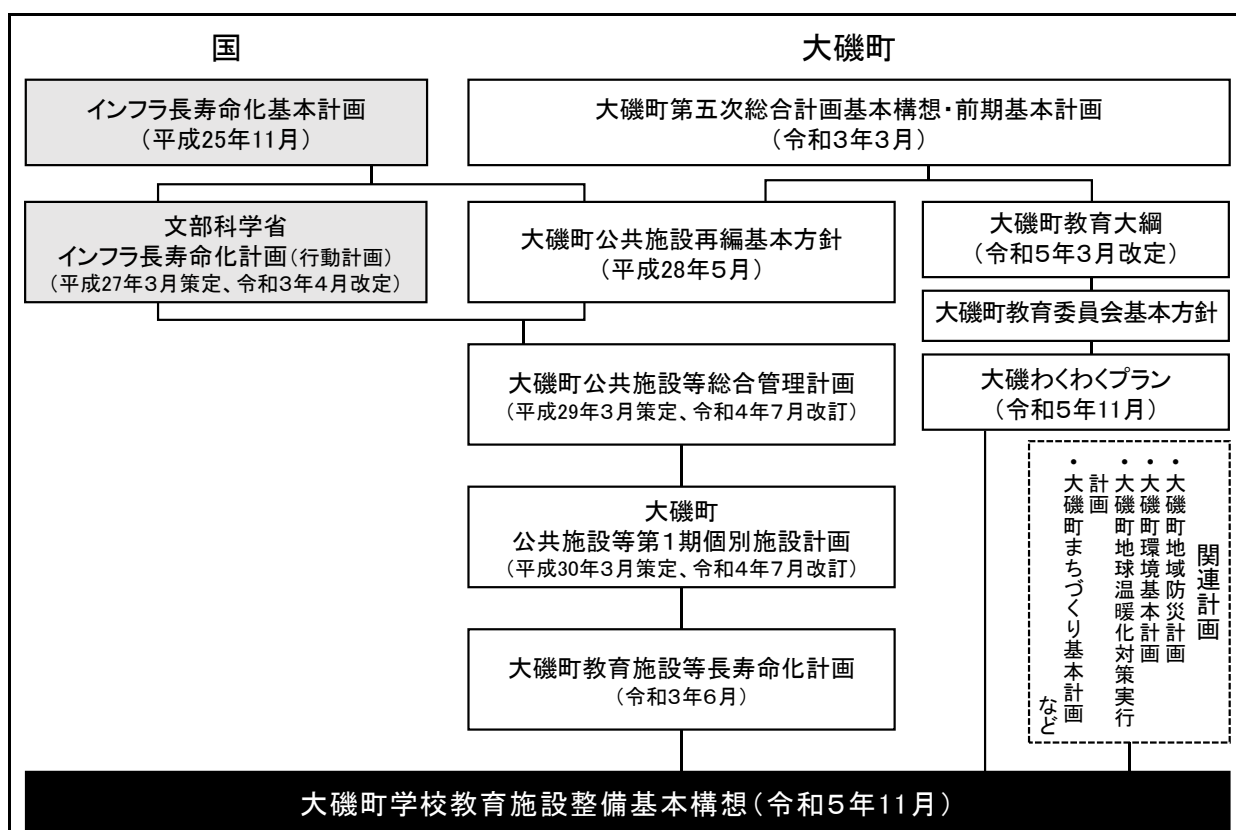 国
大磯町
インフラ長寿命化基本計画
（平成25年11月）
大磯町第五次総合計画基本構想・前期基本計画
（令和３年３月）
文部科学省
インフラ長寿命化計画（行動計画）
（平成27年３月策定、令和３年４月改定）
大磯町公共施設再編基本方針
（平成28年５月）
大磯町教育大綱
（令和５年３月改定）
大磯町教育委員会基本方針
大磯町公共施設等総合管理計画
（平成29年３月策定、令和４年７月改訂）
大磯わくわくプラン
（令和５年11月）
大磯町
公共施設等第１期個別施設計画
（平成30年３月策定、令和４年７月改訂）
関連計画
・大磯町地域防災計画
・大磯町環境基本計画
・大磯町地球温暖化対策実行
計画
・大磯町まちづくり基本計画
など
大磯町教育施設等長寿命化計画
（令和３年６月）
大磯町学校教育施設整備基本構想（令和５年11月）